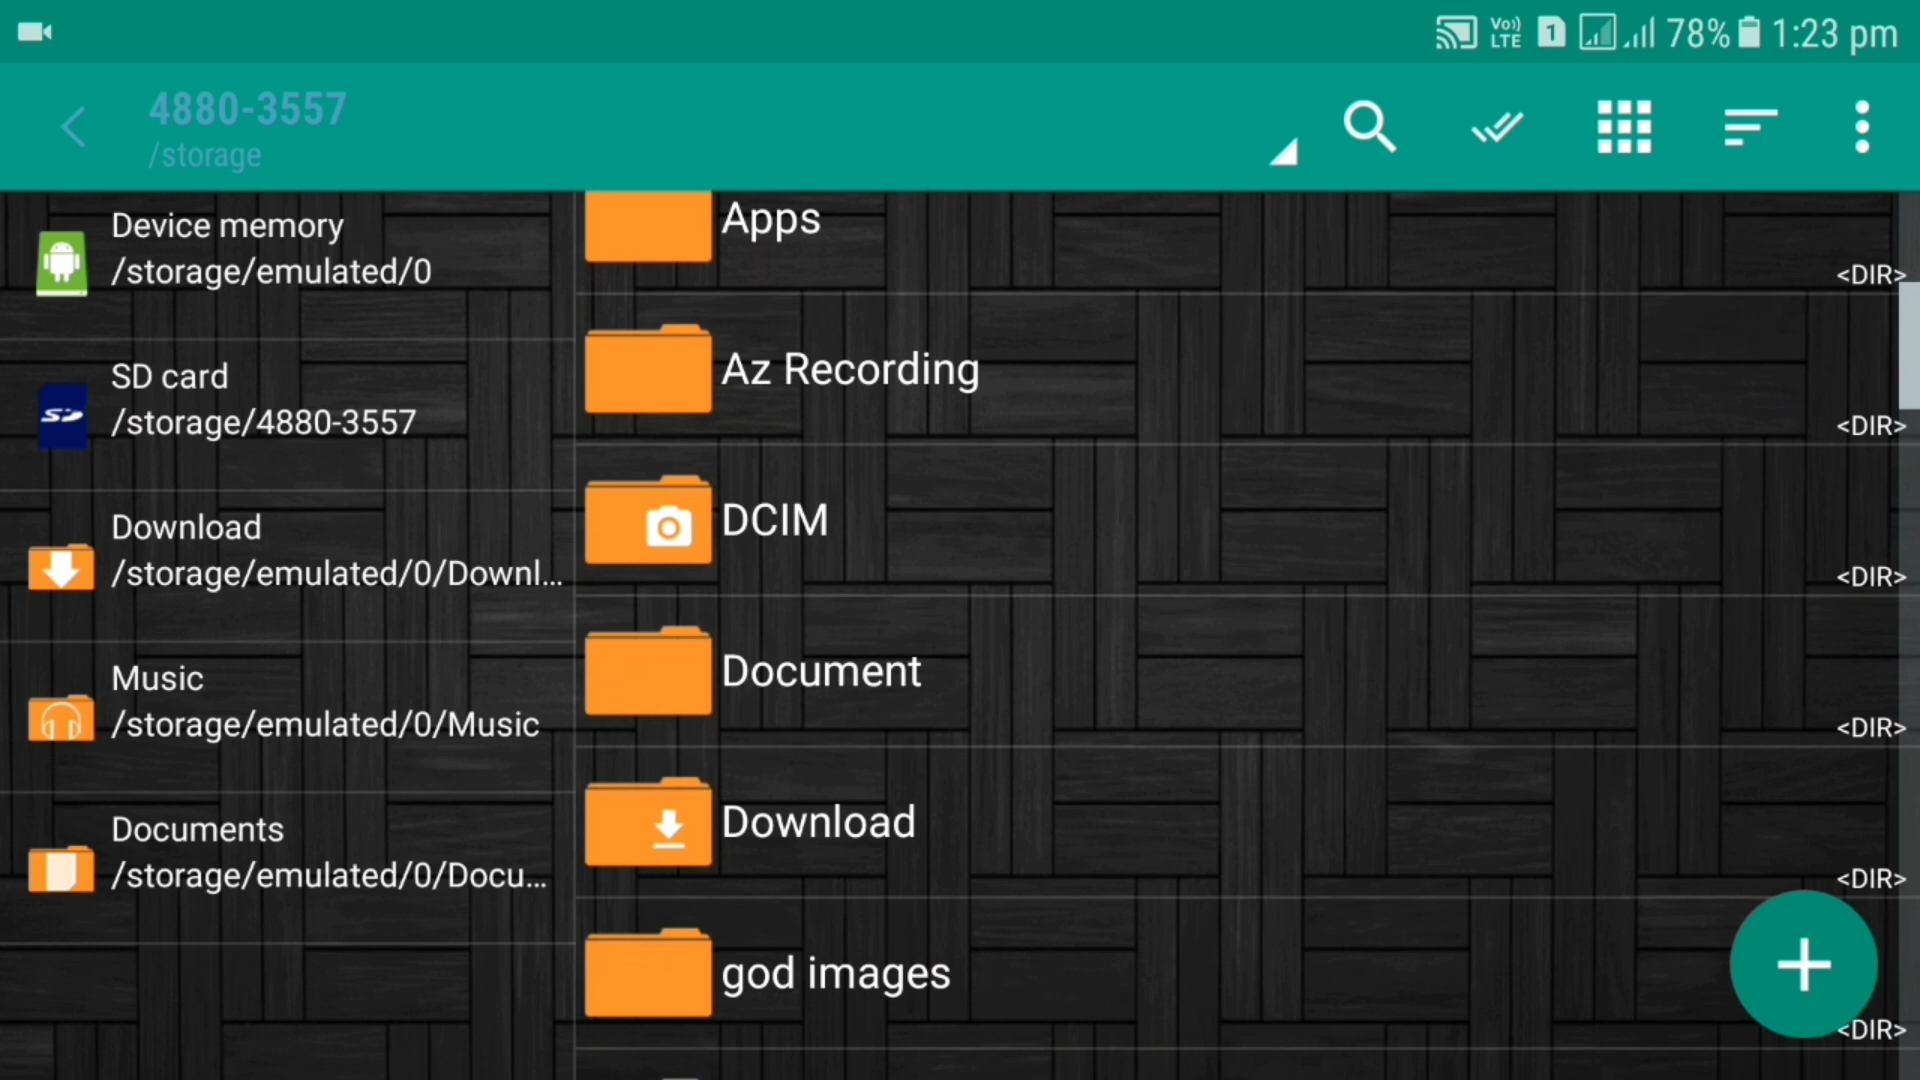 Vo)) LTE 1 78% 1:23 pm
4880-3557
/storage
Device memory
/storage/emulated/0
SD card
/storage/4880-3557
SD
Download
/storage/emulated/0/Downl...
Music
/storage/emulated/0/Music
Documents
/storage/emulated/0/Docu...
Apps
<DIR>
Az Recording
<DIR>
DCIM
<DIR>
Document
<DIR>
Download
<DIR>
god images
<DIR>